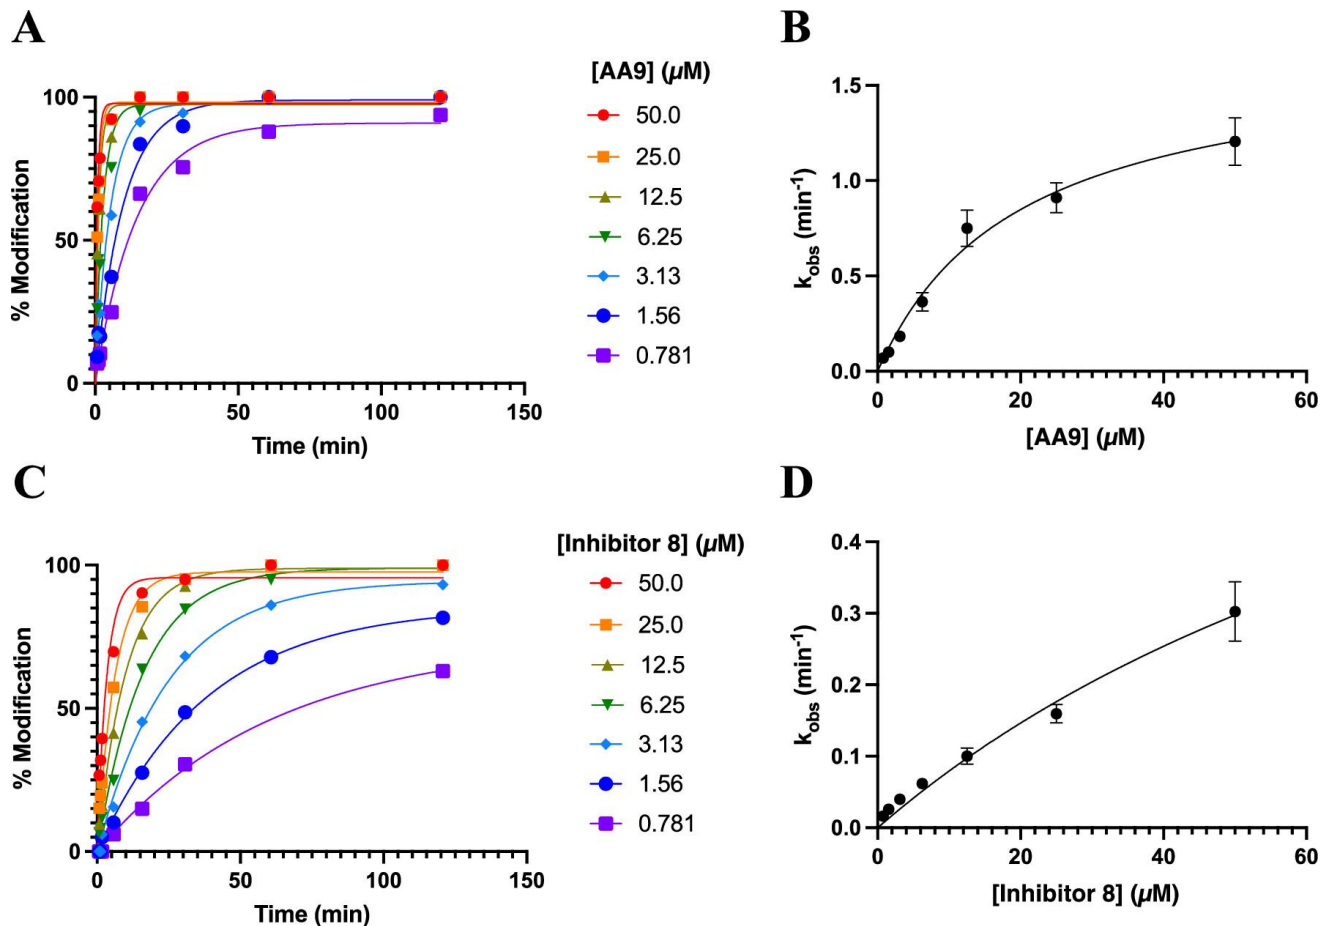 A
[AA9] (µM)
100
50
0
% Modification
0 50 100 150
Time (min)
50.0
25.0
12.5
6.25
3.13
1.56
0.781
B
1.5
1.0
0.5
0.0
kobs (min-1)
0 20 40 60
[AA9] (µM)
C
[Inhibitor 8] (µM)
100
50
0
% Modification
0 50 100 150
Time (min)
50.0
25.0
12.5
6.25
3.13
1.56
0.781
D
0.4
0.3
0.2
0.1
0.0
kobs (min-1)
0 20 40 60
[Inhibitor 8] (µM)